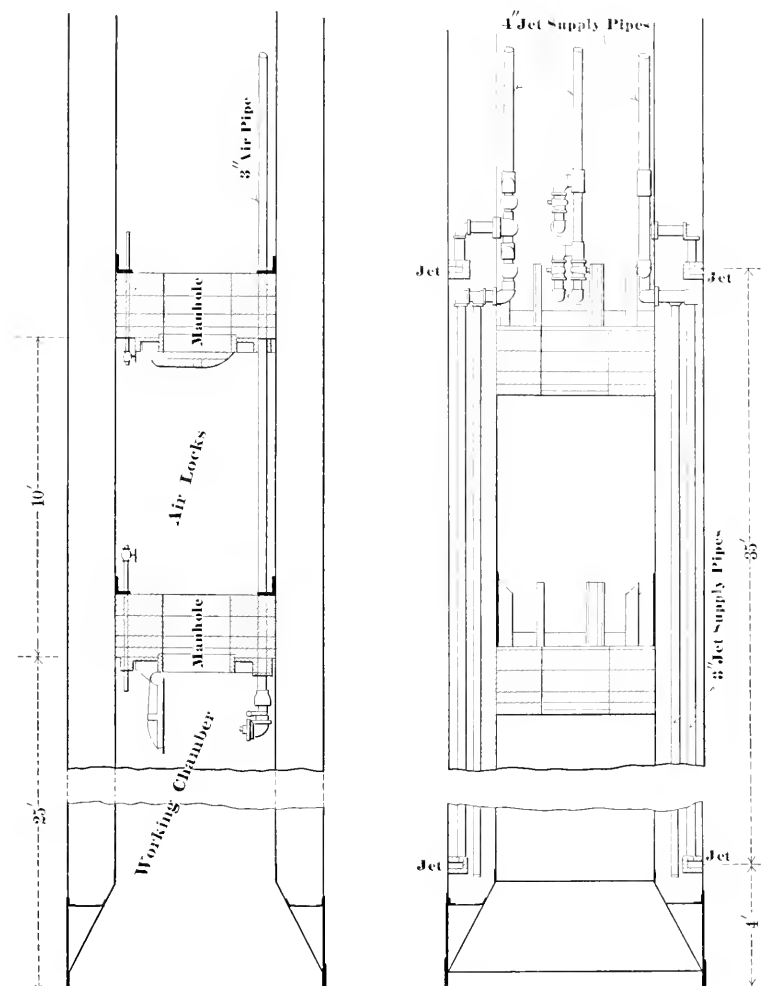 4″ Jet Supply Pipes
3″ Air Pipe
Manhole
Jet
Jet
10′
Air Locks
35′
Manhole
3″ Jet Supply Pipes
Working Chamber
25′
Jet
Jet
4′